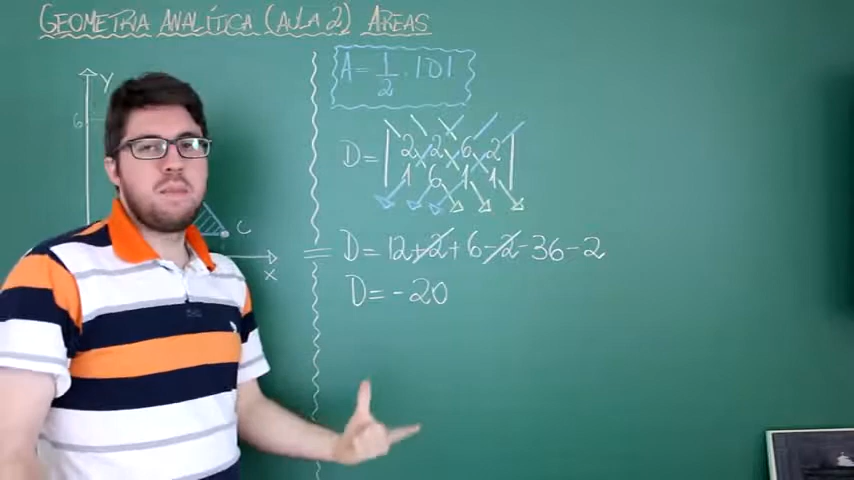 GEOMETRIA ANALÍTICA (AULA 2) ÁREAS
Y
6
C
X
A = 1/2 · |D|
D = |2 2 6 2|
|1 6 1 1|
D = 12 + 2 + 6 - 2 - 36 - 2
D = - 20